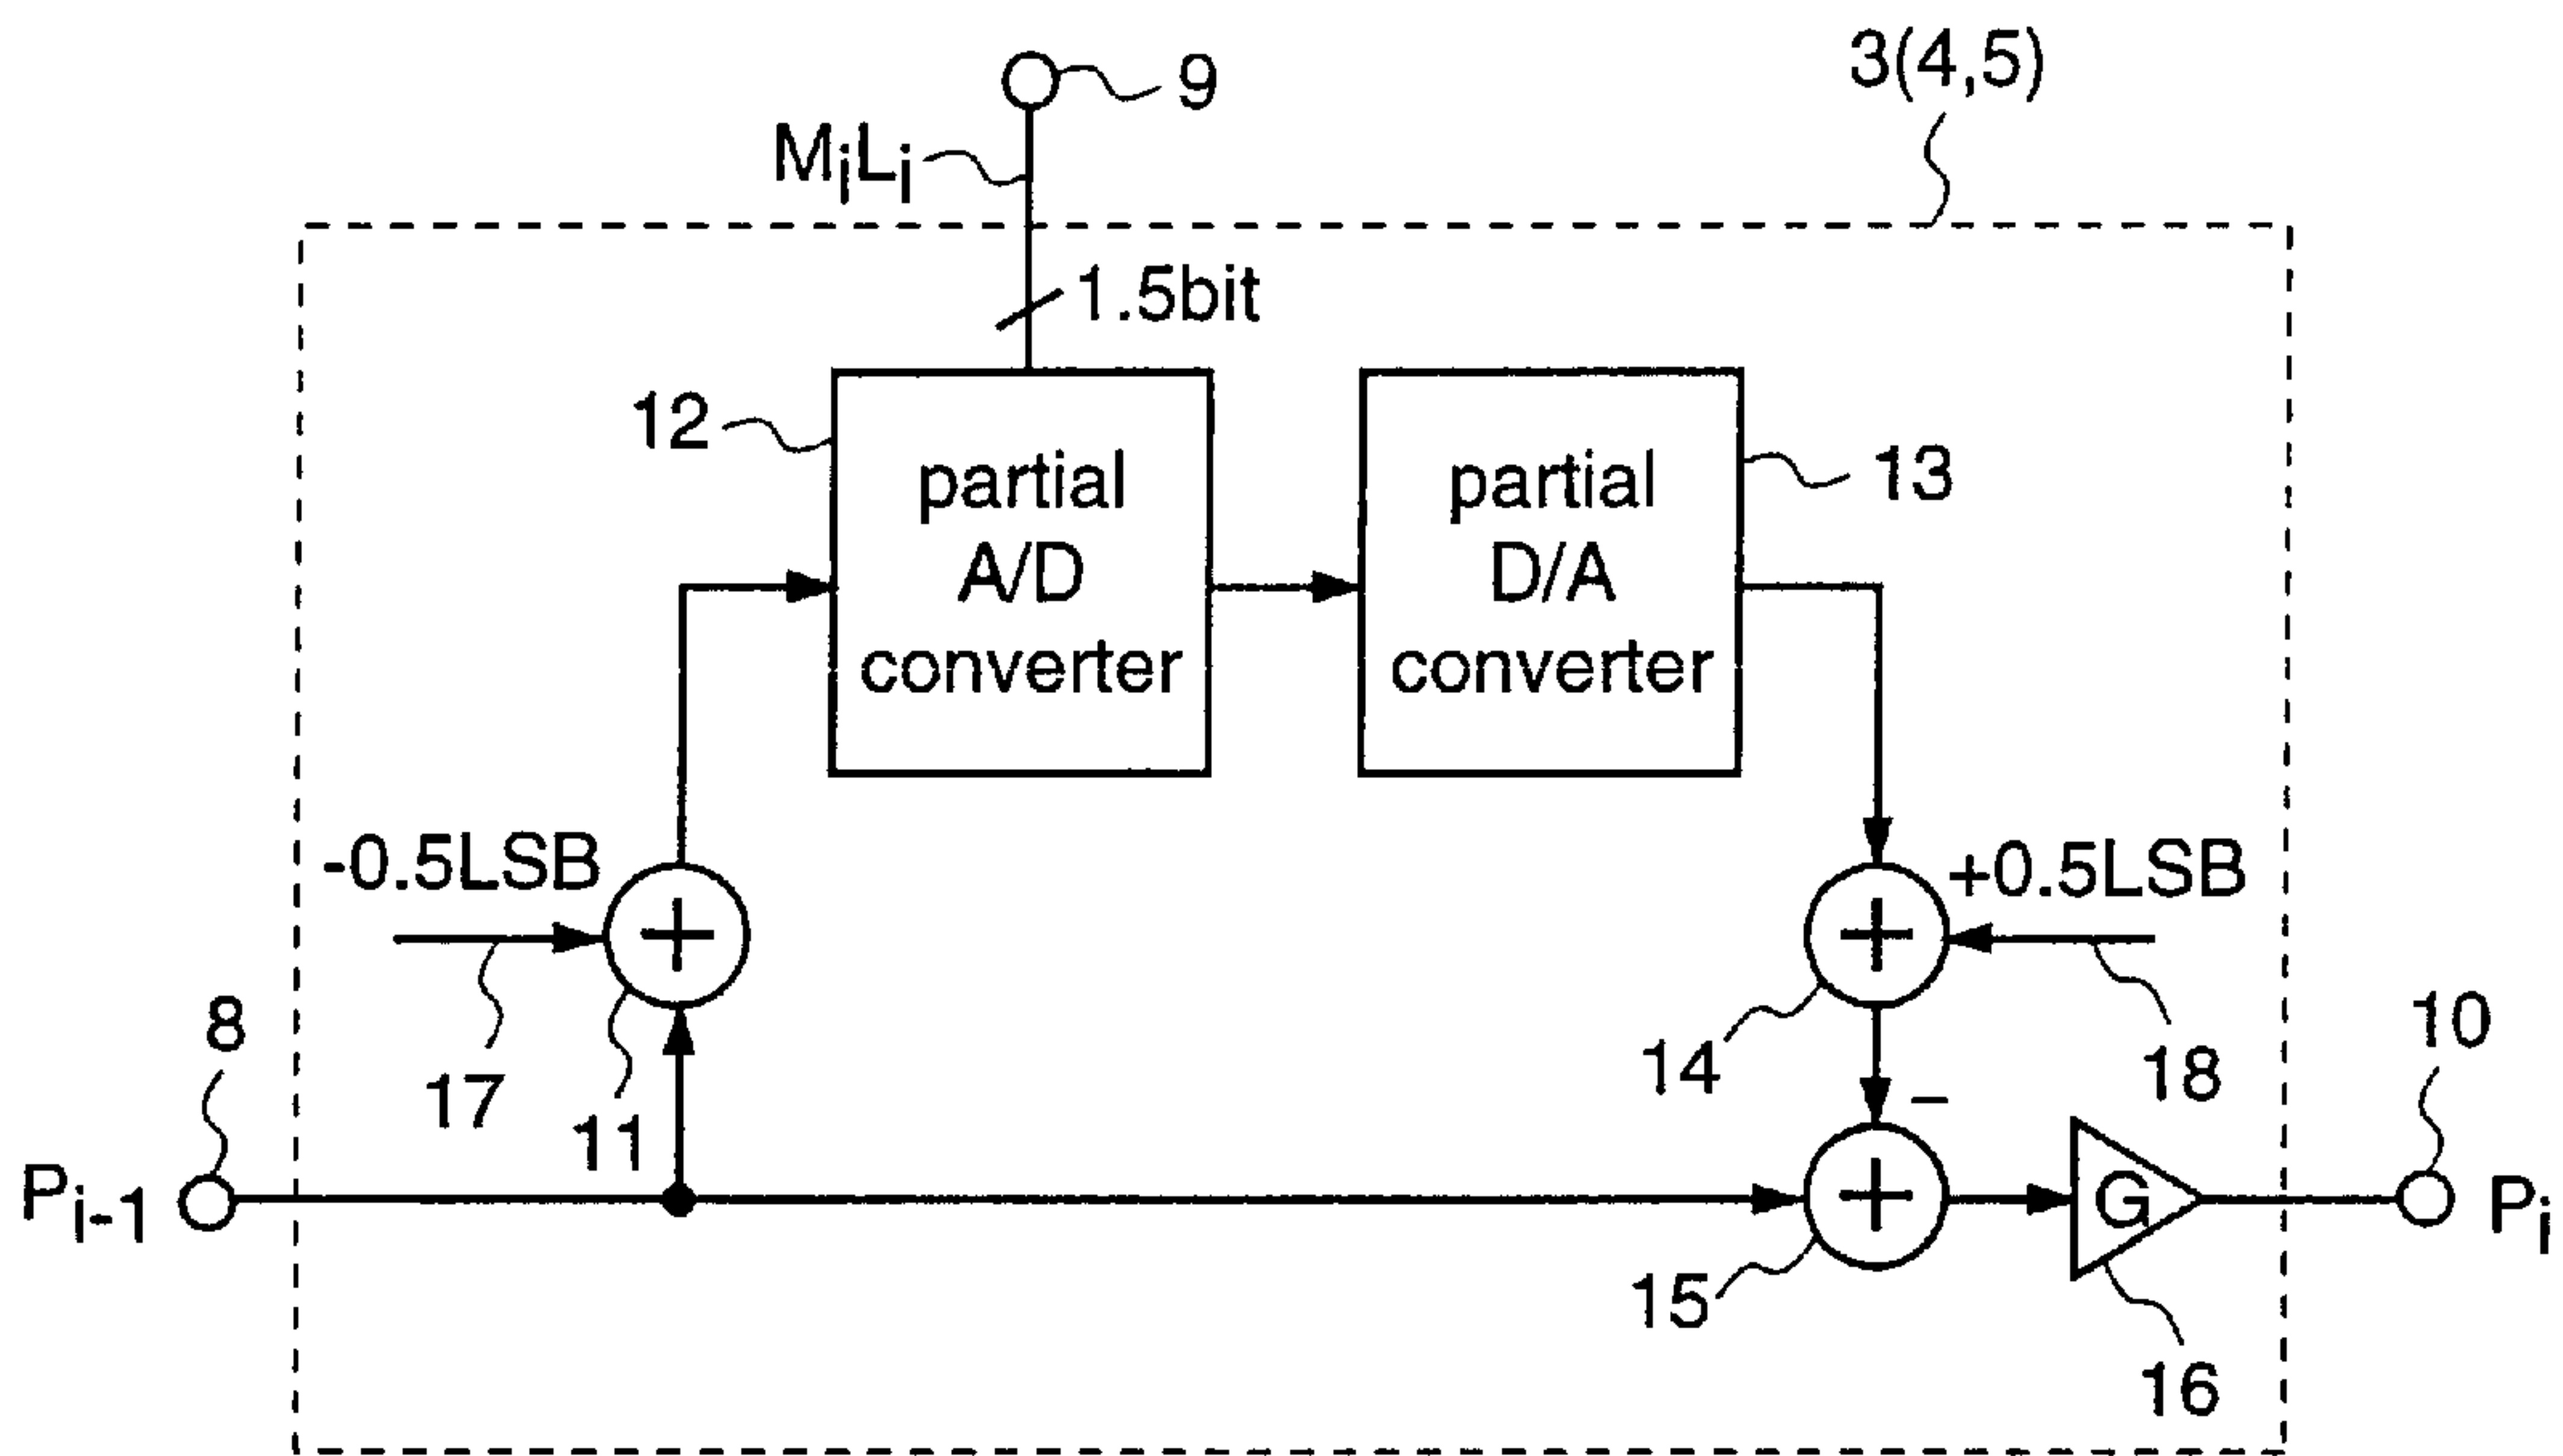 3(4,5)
9
MiLi
1.5bit
12
partial
A/D
converter
partial
D/A
converter
13
-0.5LSB
+
+0.5LSB
+
8
17
11
14
−
18
10
Pi-1
+
G
Pi
15
16